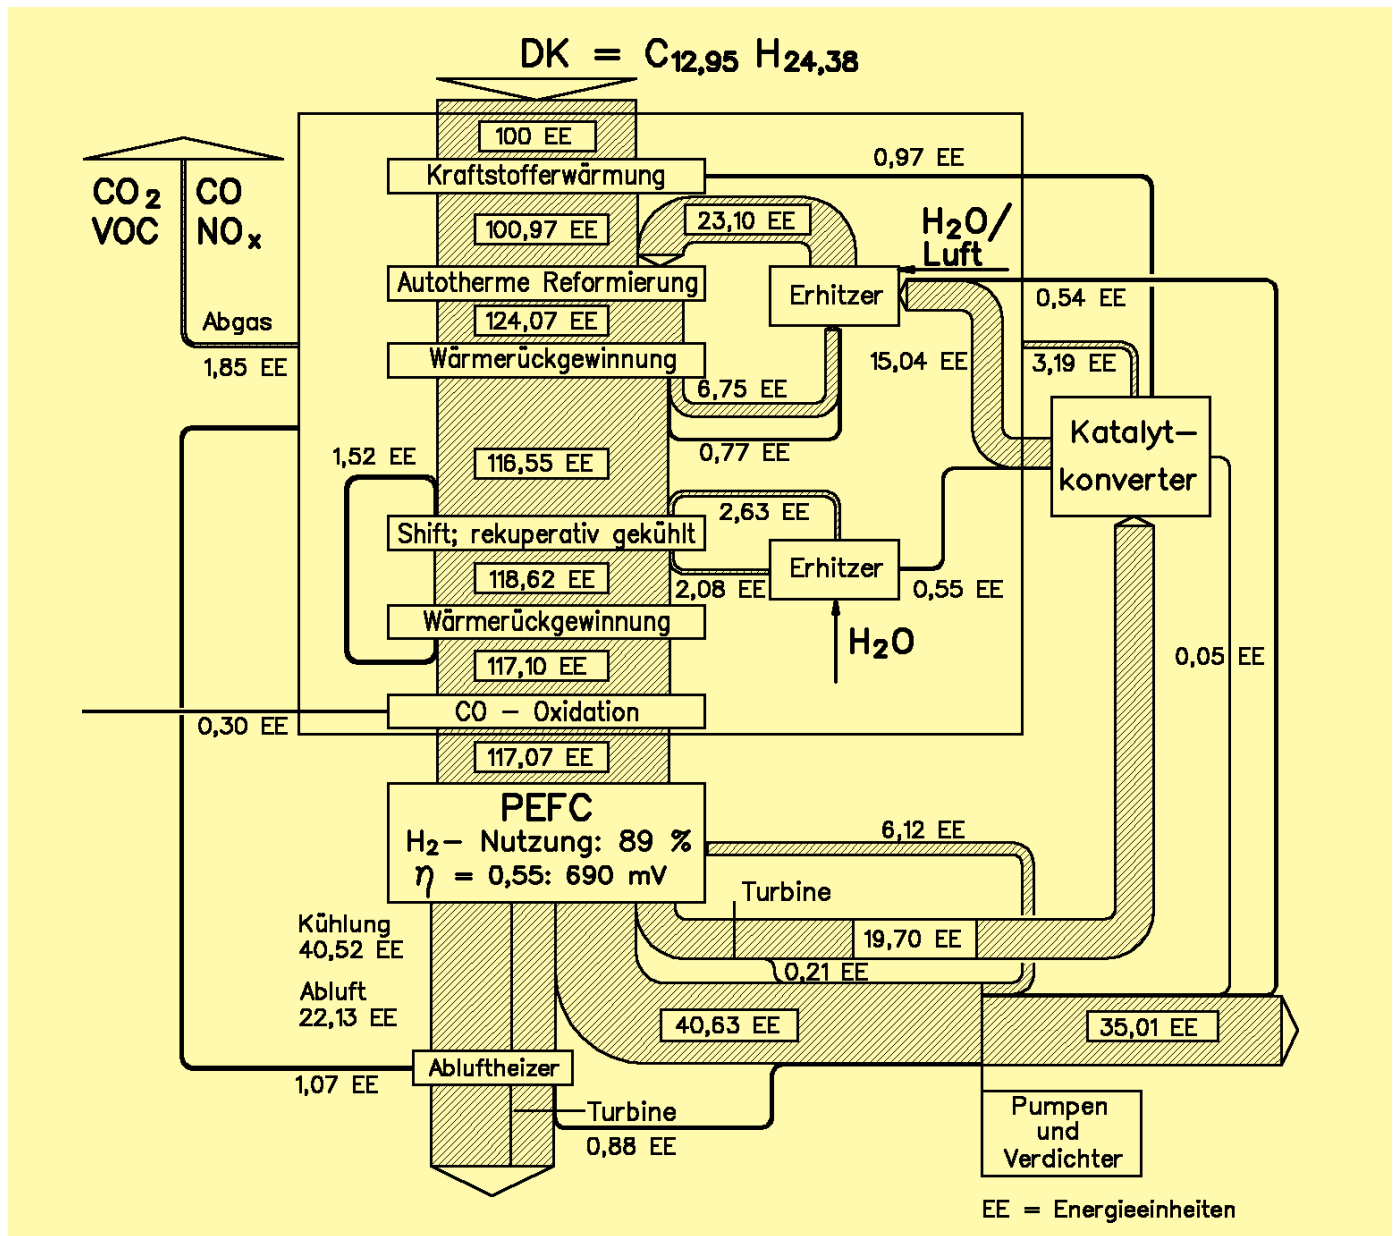 DK = C12,95 H24,38
100 EE
Kraftstofferwärmung
0,97 EE
CO2 CO
VOC NOx
100,97 EE
23,10 EE
H2O/
Luft
Autotherme Reformierung
Erhitzer
0,54 EE
Abgas
1,85 EE
124,07 EE
Wärmerückgewinnung
15,04 EE
3,19 EE
6,75 EE
0,77 EE
Katalyt-
konverter
1,52 EE
116,55 EE
2,63 EE
Shift; rekuperativ gekühlt
118,62 EE
2,08 EE
Erhitzer
0,55 EE
Wärmerückgewinnung
H2O
117,10 EE
0,05 EE
CO - Oxidation
0,30 EE
117,07 EE
PEFC
H2- Nutzung: 89 %
η = 0,55: 690 mV
6,12 EE
Turbine
Kühlung
40,52 EE
19,70 EE
0,21 EE
Abluft
22,13 EE
40,63 EE
35,01 EE
Abluftheizer
1,07 EE
Turbine
0,88 EE
Pumpen
und
Verdichter
EE = Energieeinheiten